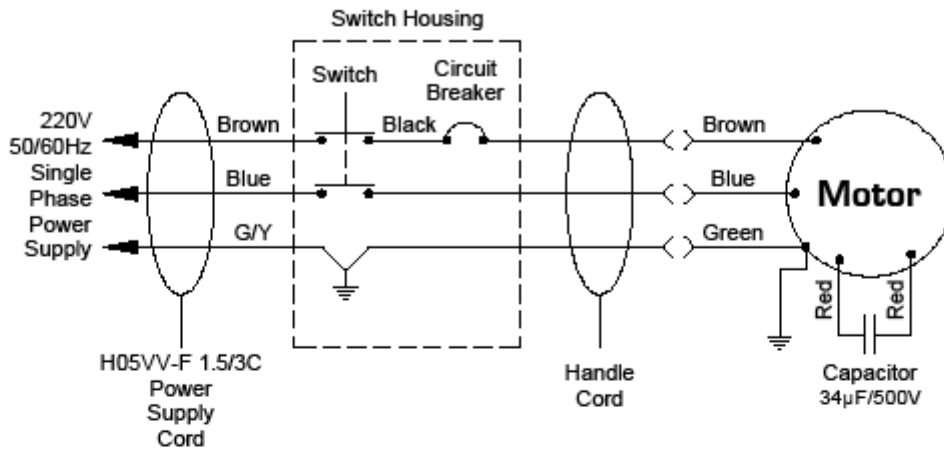 Switch Housing
Switch
Circuit
Breaker
220V
50/60Hz
Single
Phase
Power
Supply
Brown
Black
Brown
Blue
Blue
G/Y
Green
Motor
Red
Red
H05VV-F 1.5/3C
Power
Supply
Cord
Handle
Cord
Capacitor
34µF/500V